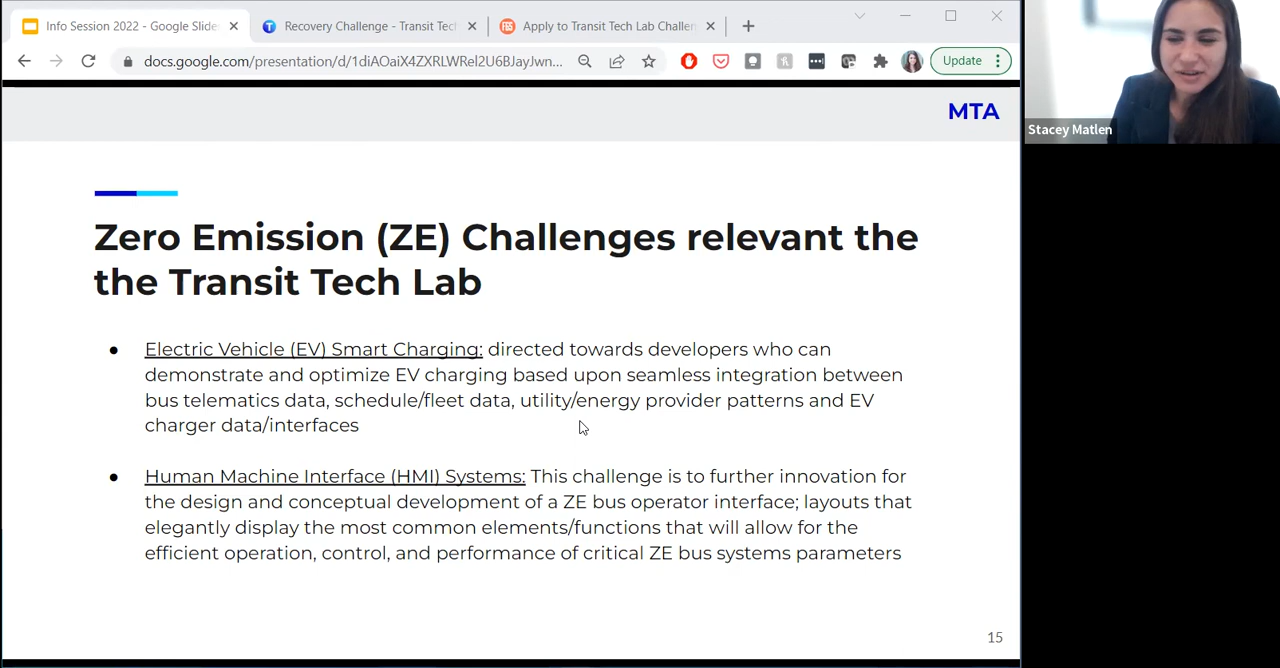 Info Session 2022 - Google Slide
Recovery Challenge - Transit Tech
Apply to Transit Tech Lab Challen
docs.google.com/presentation/d/1diAOaiX4ZXRLWRel2U6BJayJwn...
Update
MTA
Stacey Matlen
Zero Emission (ZE) Challenges relevant the
the Transit Tech Lab
● Electric Vehicle (EV) Smart Charging: directed towards developers who can
demonstrate and optimize EV charging based upon seamless integration between
bus telematics data, schedule/fleet data, utility/energy provider patterns and EV
charger data/interfaces
● Human Machine Interface (HMI) Systems: This challenge is to further innovation for
the design and conceptual development of a ZE bus operator interface; layouts that
elegantly display the most common elements/functions that will allow for the
efficient operation, control, and performance of critical ZE bus systems parameters
15